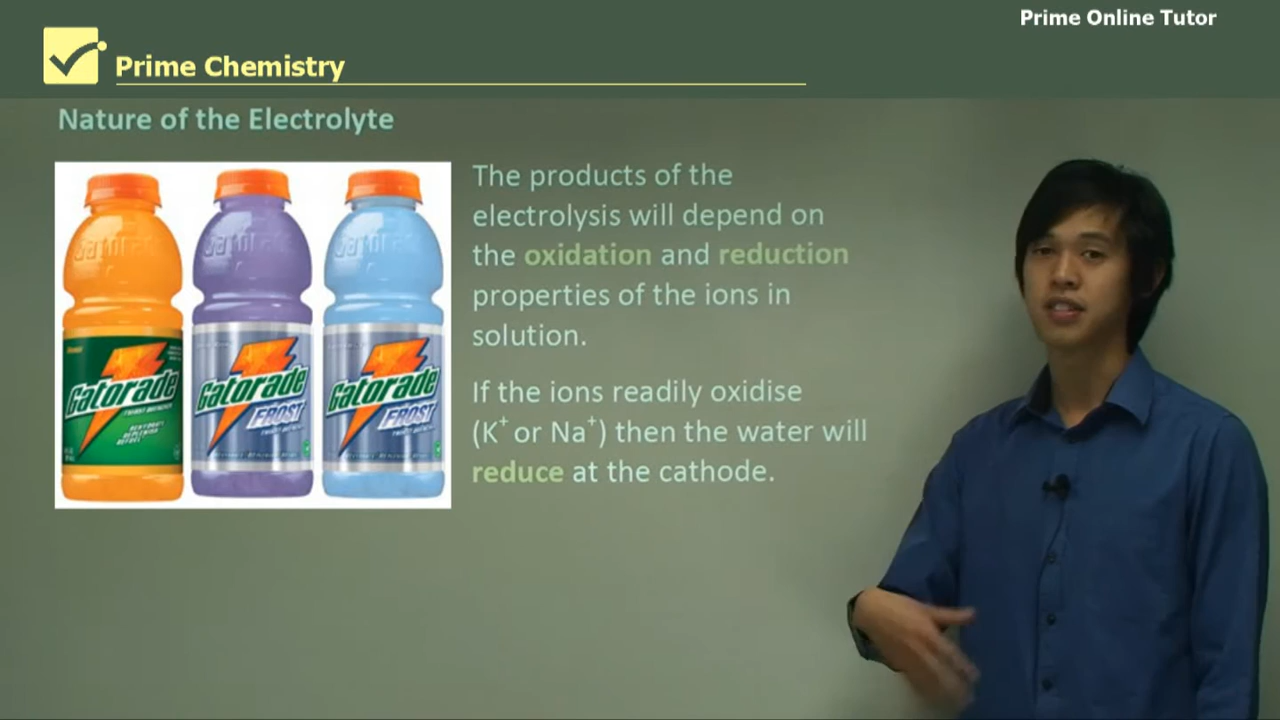 Prime Online Tutor
Prime Chemistry
Nature of the Electrolyte
The products of the
electrolysis will depend on
the oxidation and reduction
properties of the ions in
solution.
If the ions readily oxidise
(K⁺ or Na⁺) then the water will
reduce at the cathode.
Gatorade
Gatorade
FROST
Gatorade
FROST